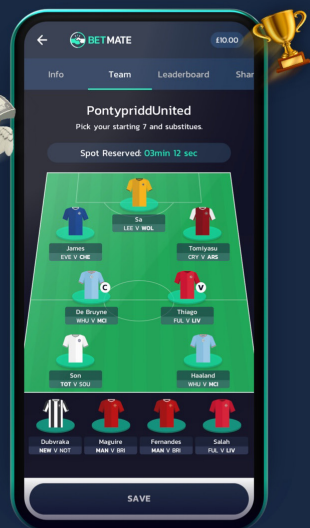 BETMATE
£10.00
Info Team Leaderboard Shar
PontypriddUnited
Pick your starting 7 and substitues.
Spot Reserved: 03min 12 sec
Sa
LEE V WOL
James Tomiyasu
EVE V CHE CRY V ARS
C V
De Bruyne Thiago
WHU V MCI FUL V LIV
Son Haaland
TOT V SOU WHU V MCI
Dubvraka Maguire Fernandes Salah
NEW V NOT MAN V BRI MAN V BRI FUL V LIV
SAVE